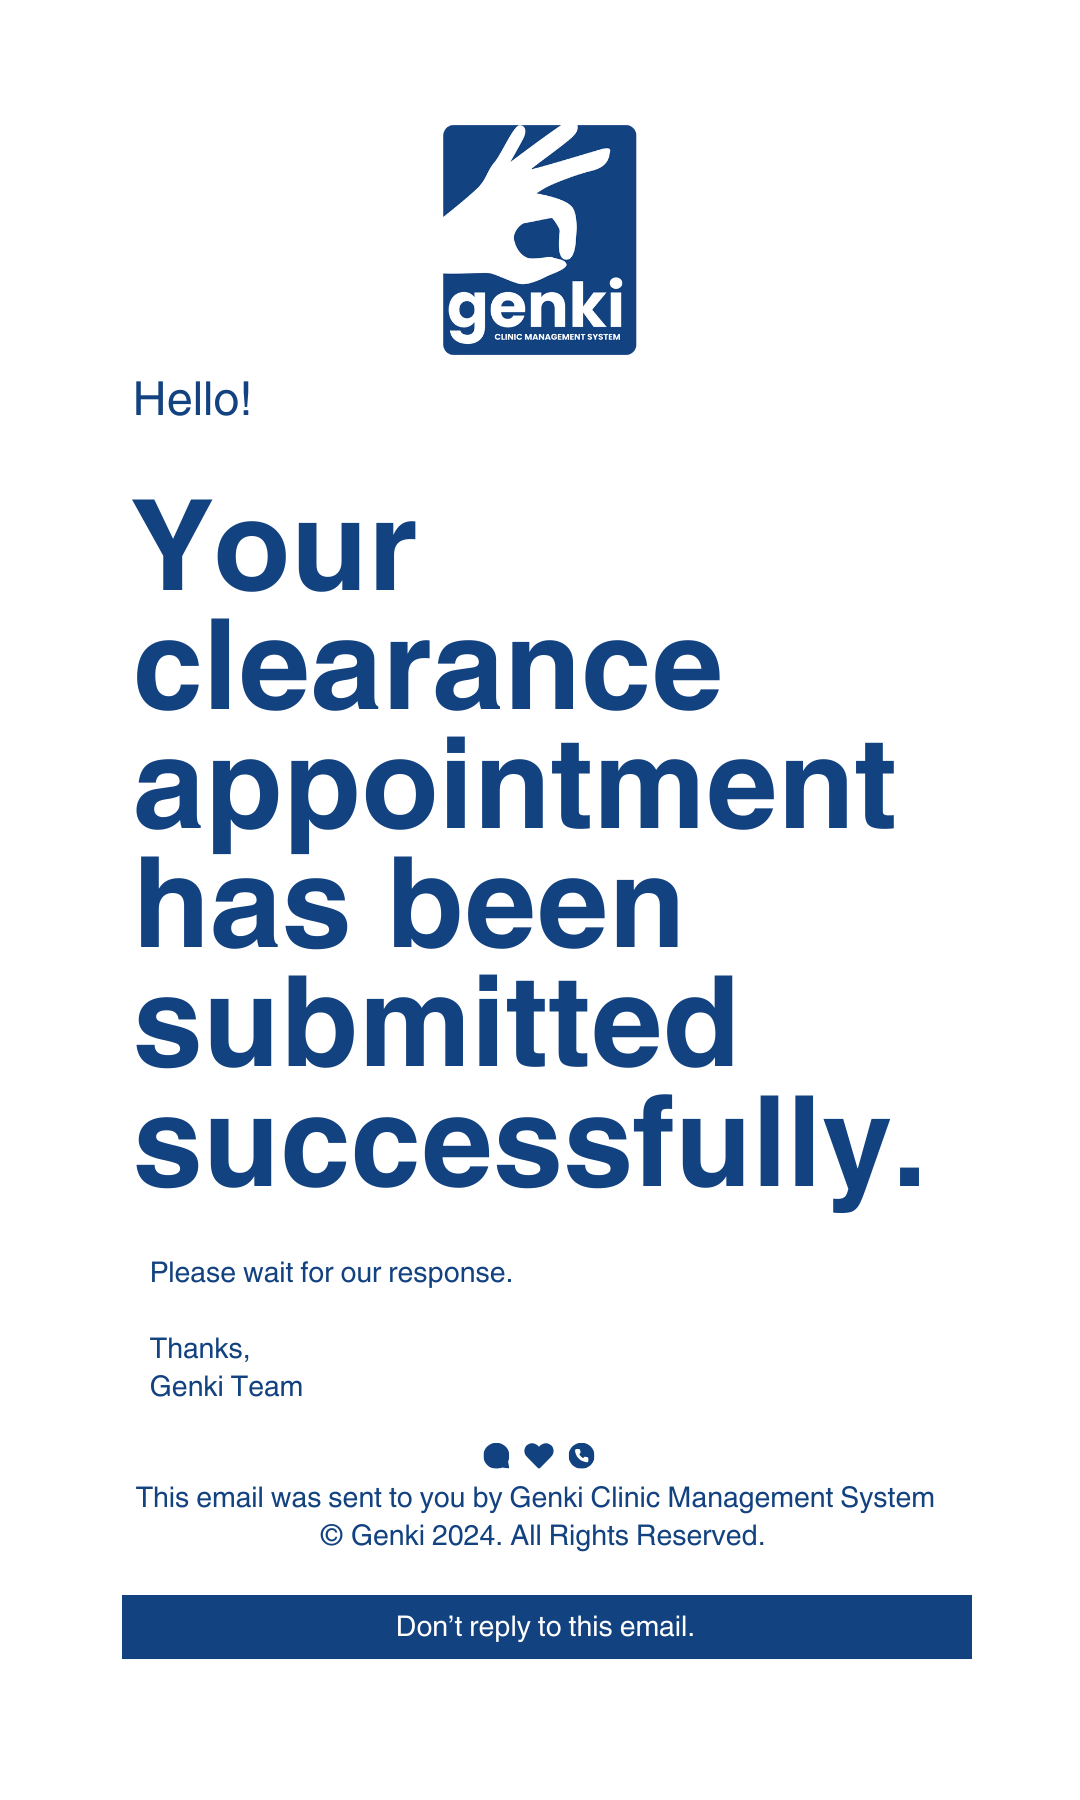 genki
CLINIC MANAGEMENT SYSTEM
Hello!
Your
clearance
appointment
has been
submitted
successfully.
Please wait for our response.
Thanks,
Genki Team
This email was sent to you by Genki Clinic Management System
© Genki 2024. All Rights Reserved.
Don’t reply to this email.